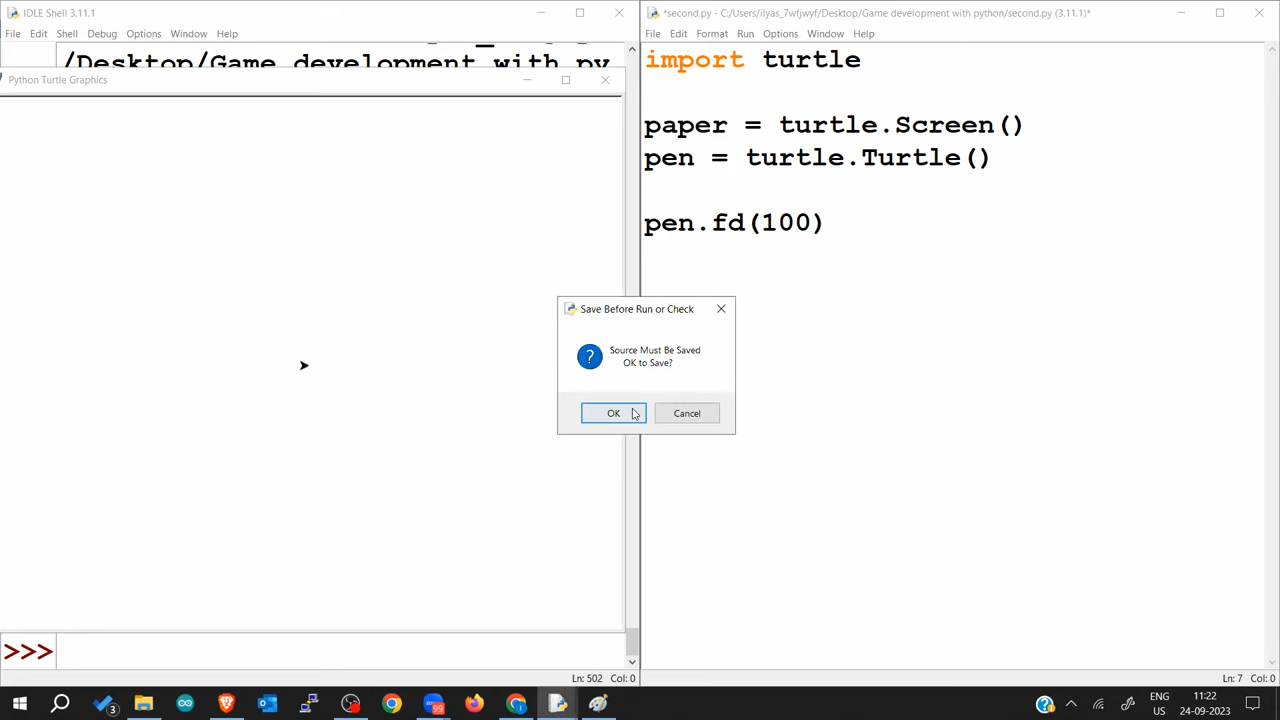 IDLE Shell 3.11.1
File Edit Shell Debug Options Window Help
/Desktop/Game development with py
Python Turtle Graphics
>>>
Ln: 502 Col: 0
*second.py - C:/Users/ilyas_7wfjwyf/Desktop/Game development with python/second.py (3.11.1)*
File Edit Format Run Options Window Help
import turtle
paper = turtle.Screen()
pen = turtle.Turtle()
pen.fd(100)
Ln: 7 Col: 0
Save Before Run or Check
Source Must Be Saved
OK to Save?
OK Cancel
3
99
ENG
US
11:22
24-09-2023